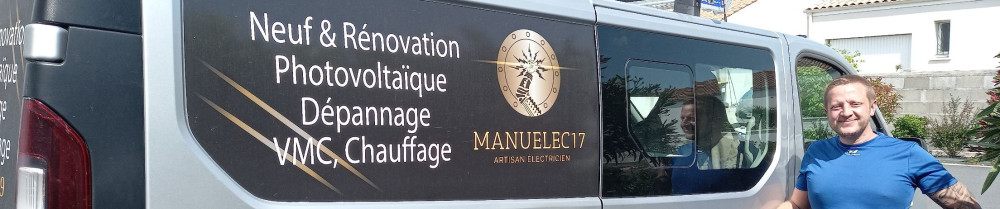 Neuf & Rénovation
Photovoltaïque
Dépannage
VMC, Chauffage
MANUELEC17
ARTISAN ELECTRICIEN